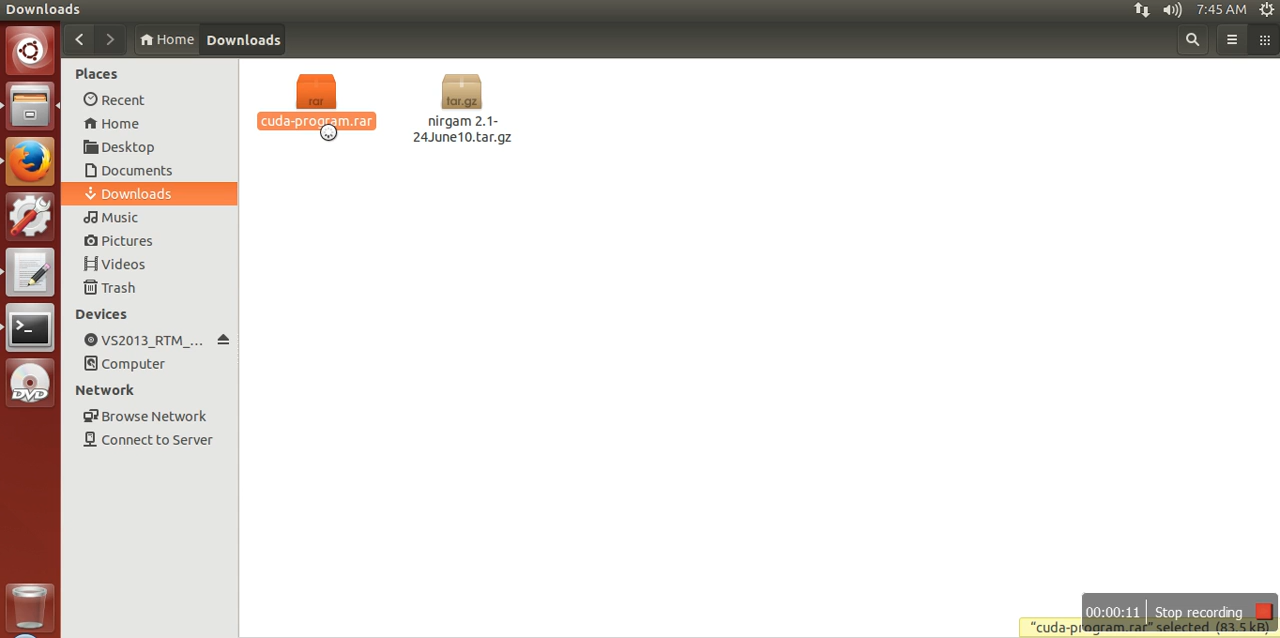 Downloads
7:45 AM
Home
Downloads
Places
Recent
Home
Desktop
Documents
Downloads
Music
Pictures
Videos
Trash
Devices
VS2013_RTM_...
Computer
Network
Browse Network
Connect to Server
rar
cuda-program.rar
tar.gz
nirgam 2.1-
24June10.tar.gz
DVD
00:00:11
Stop recording
"cuda-program.rar" selected (83.5 kB)